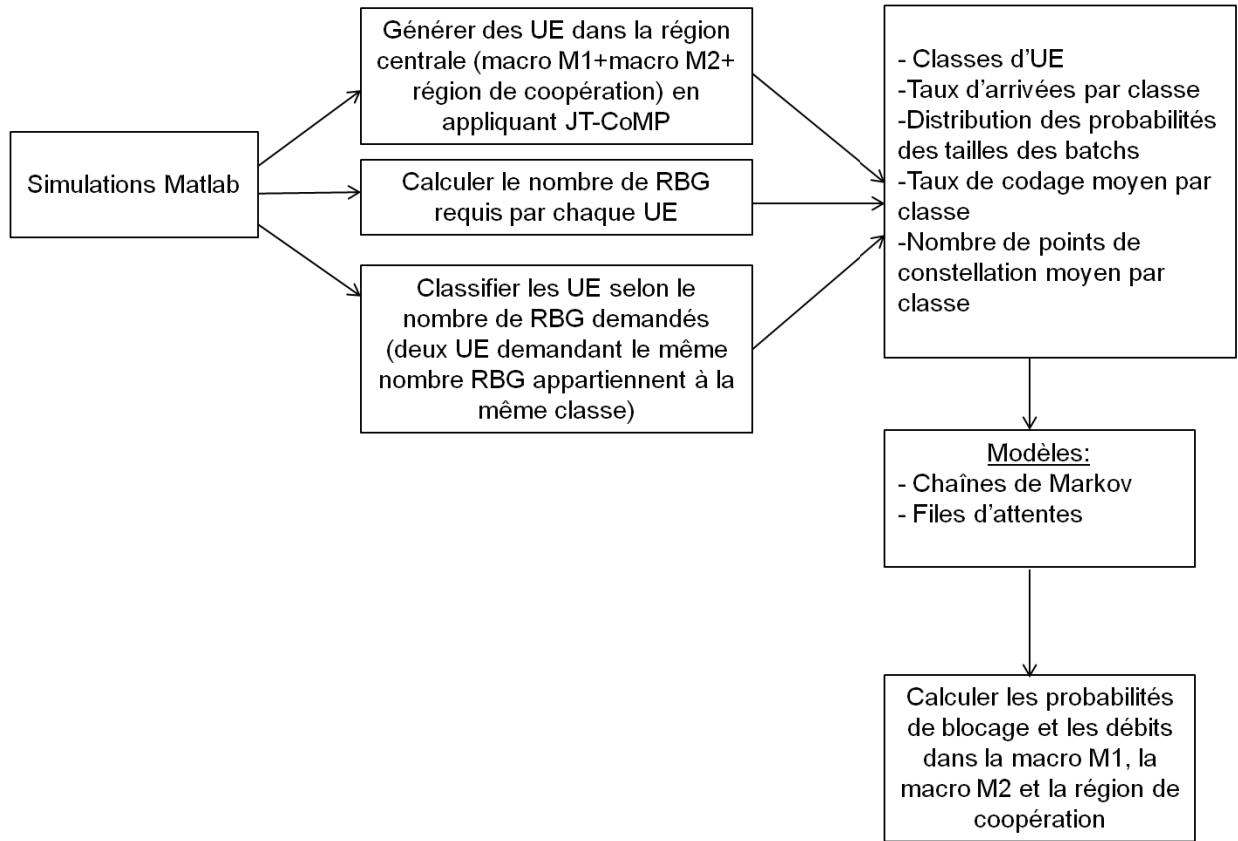 Simulations Matlab
Générer des UE dans la région
centrale (macro M1+macro M2+
région de coopération) en
appliquant JT-CoMP
Calculer le nombre de RBG
requis par chaque UE
Classifier les UE selon le
nombre de RBG demandés
(deux UE demandant le même
nombre RBG appartiennent à la
même classe)
- Classes d'UE
-Taux d'arrivées par classe
-Distribution des probabilités
des tailles des batchs
-Taux de codage moyen par
classe
-Nombre de points de
constellation moyen par
classe
Modèles:
- Chaînes de Markov
- Files d'attentes
Calculer les probabilités
de blocage et les débits
dans la macro M1, la
macro M2 et la région de
coopération